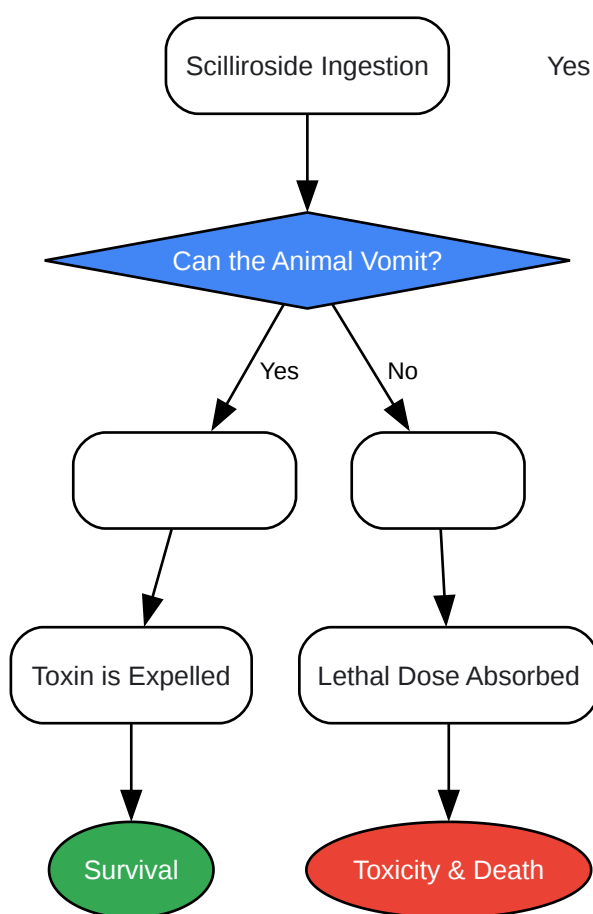 Scilliroside Ingestion
Yes
Can the Animal Vomit?
Yes
No
Toxin is Expelled
Lethal Dose Absorbed
Survival
Toxicity & Death